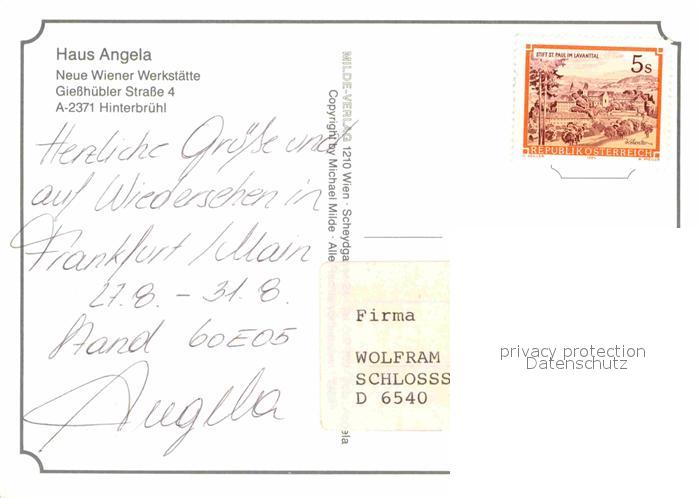 Haus Angela
Neue Wiener Werkstätte
Gießhübler Straße 4
A-2371 Hinterbrühl
Herzliche Grüße und
auf Wiedersehen in
Frankfurt / Main
27.8. - 31.8.
Stand 60E05
Angela
MILDE-VERLAG 1210 Wien · Scheydga
Copyright by Michael Milde · Alle
STIFT ST. PAUL IM LAVANTTAL
5s
REPUBLIK ÖSTERREICH
Firma
WOLFRAM
SCHLOSSS
D 6540
privacy protection
Datenschutz